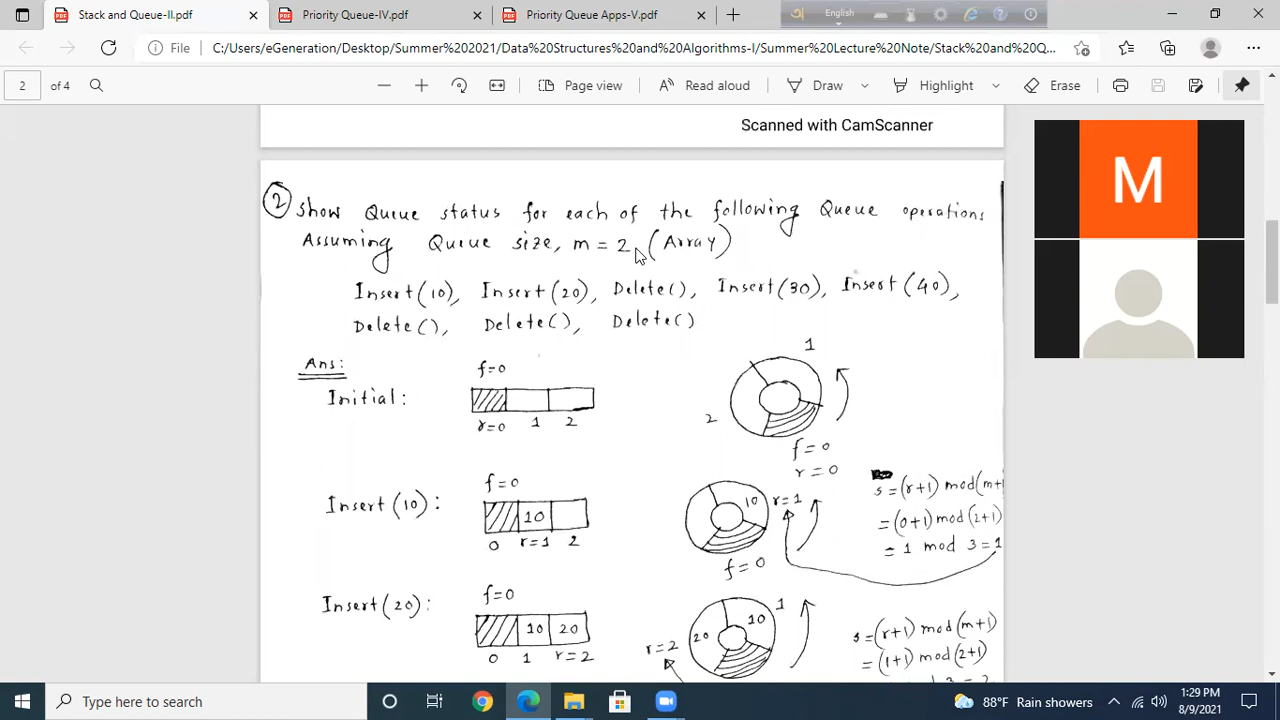 Stack and Queue-II.pdf
Priority Queue-IV.pdf
Priority Queue Apps-V.pdf
English
File
C:/Users/eGeneration/Desktop/Summer%202021/Data%20Structures%20and%20Algorithms-I/Summer%20Lecture%20Note/Stack%20and%20Q...
2 of 4
Page view
Read aloud
Draw
Highlight
Erase
Scanned with CamScanner
M
2 Show Queue status for each of the following Queue operations
Assuming Queue size, m = 2 (Array)
Insert(10), Insert(20), Delete(), Insert(30), Insert(40),
Delete(), Delete(), Delete()
Ans:
Initial:
f=0
r=0 1 2
1
2
f=0
r=0
Insert(10):
f=0
10
0 r=1 2
10 r=1
f=0
s=(r+1) mod(m+
=(0+1) mod(2+1)
= 1 mod 3=1
Insert(20):
f=0
10 20
0 1 r=2
1
20 10
r=2
s=(r+1) mod(m+1)
=(1+1) mod(2+1)
Type here to search
88°F Rain showers
1:29 PM
8/9/2021